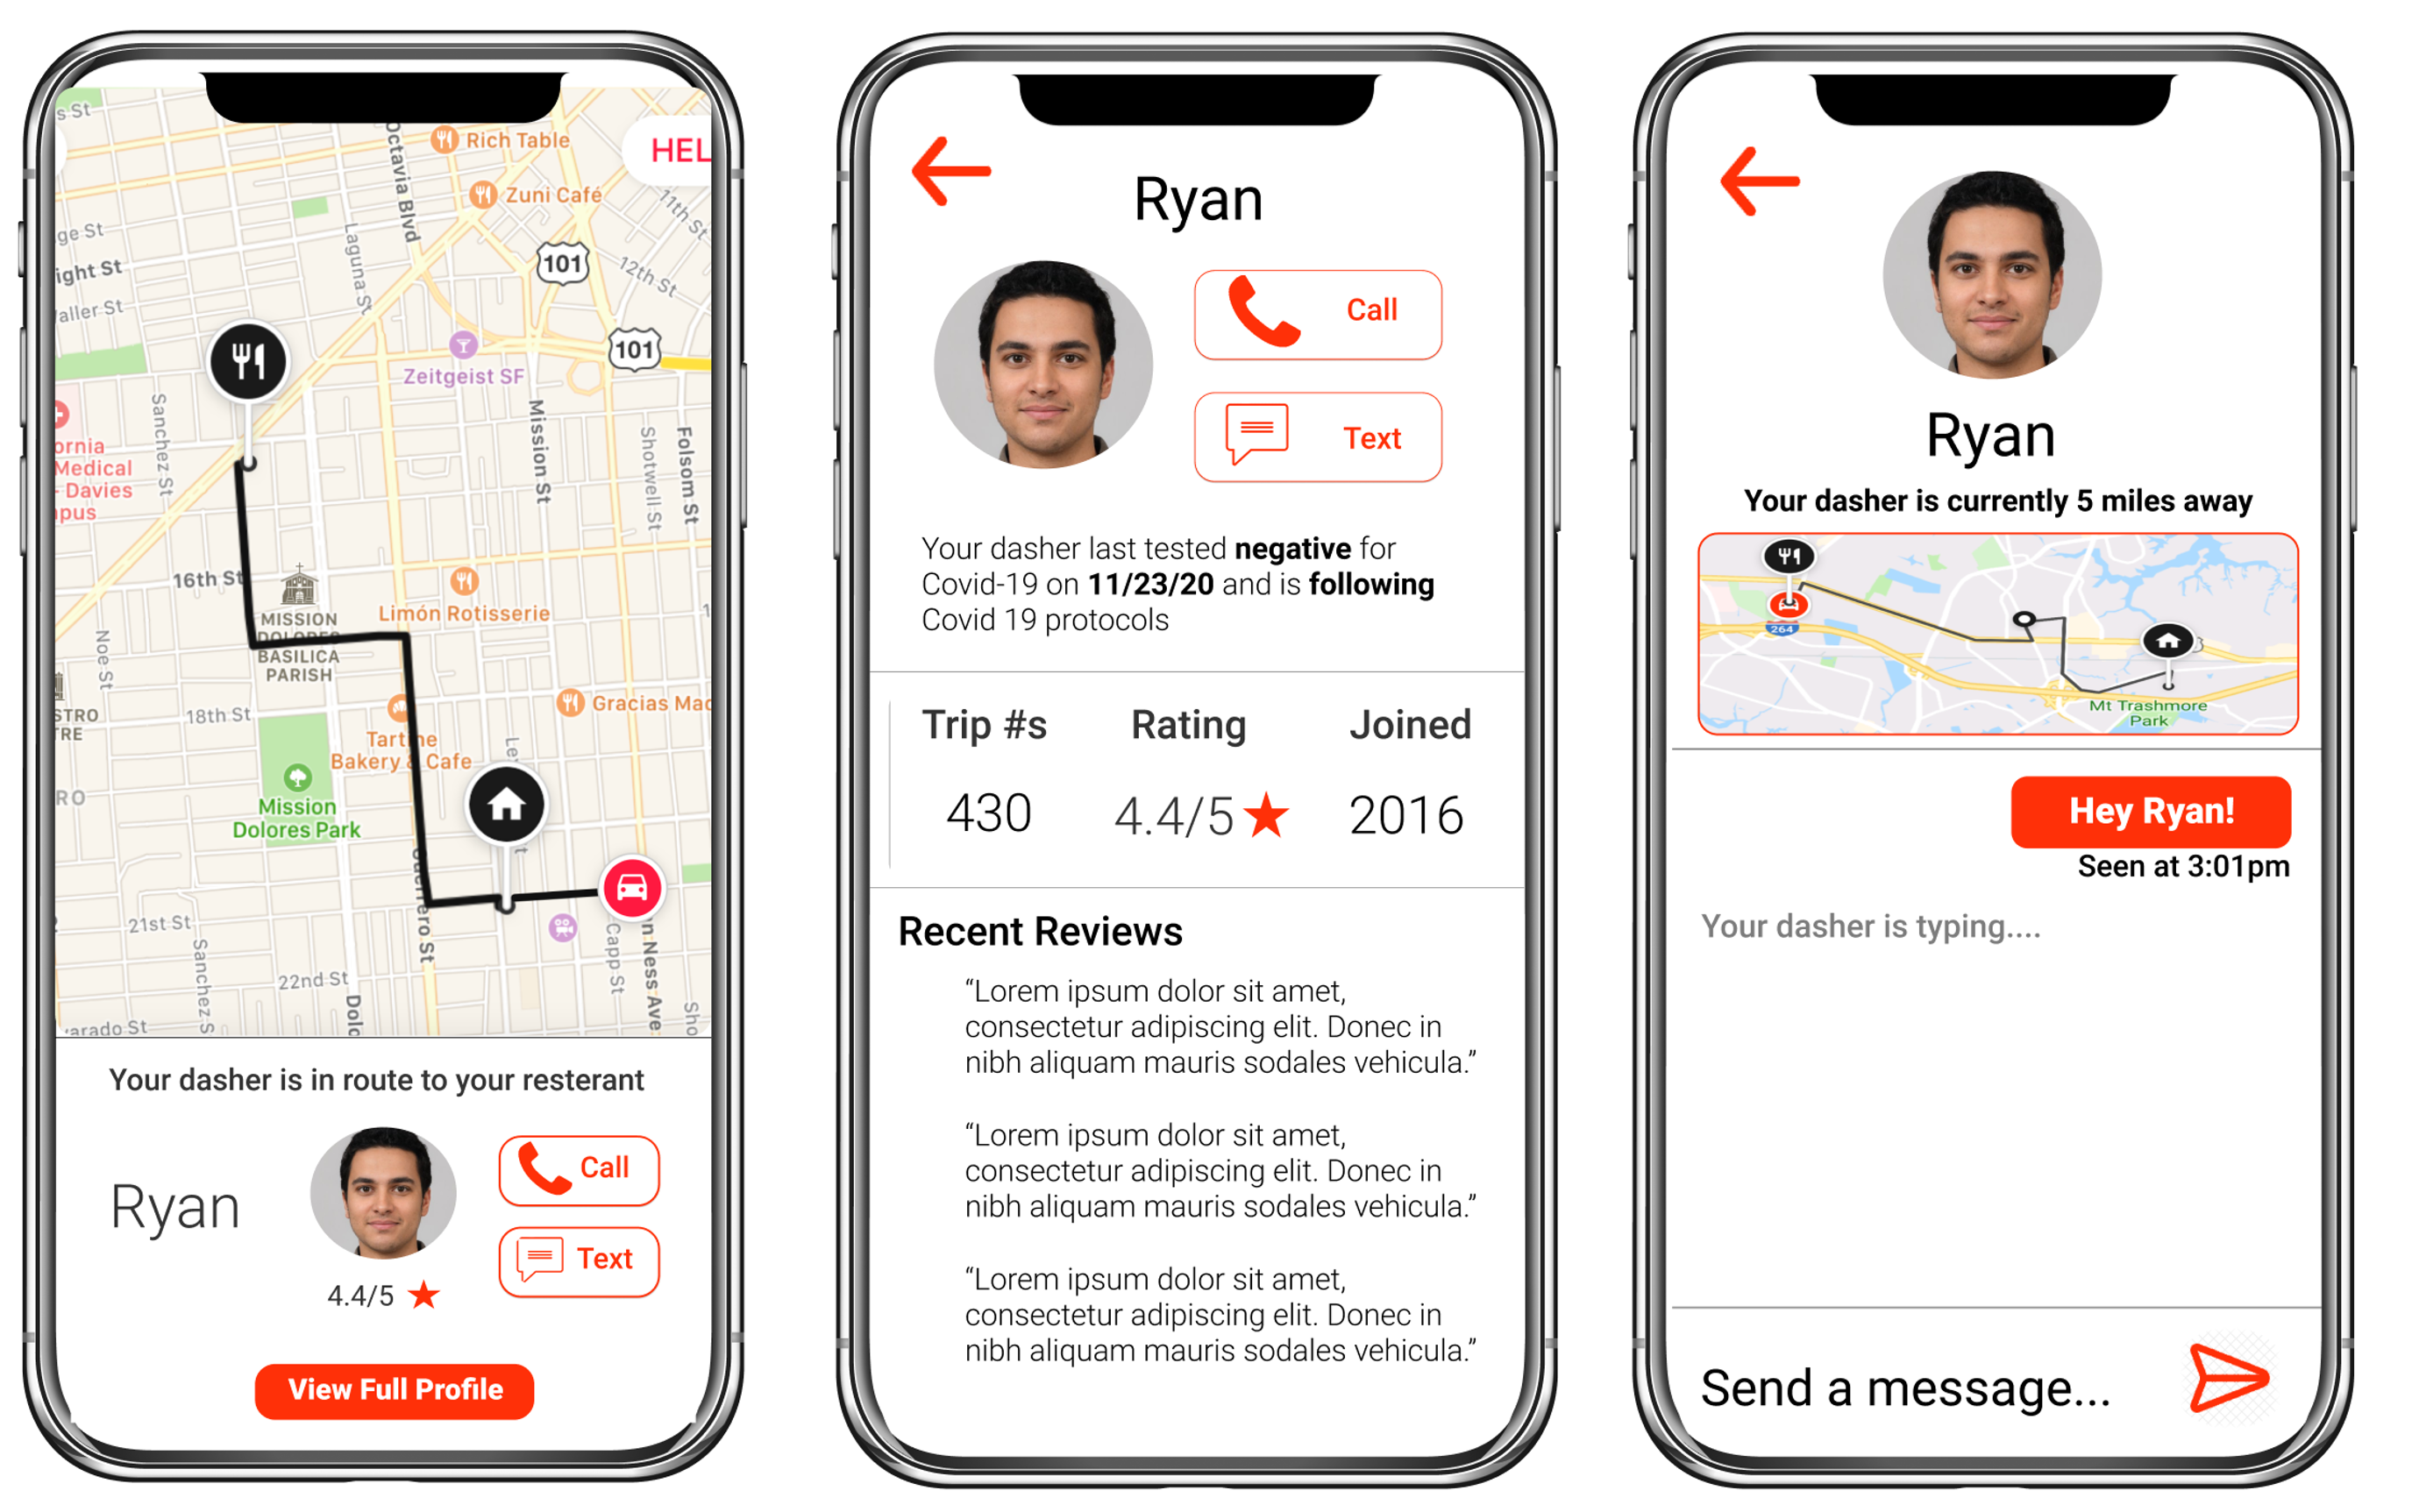 s St
Rich Table
HEL
Octavia Blvd
Zuni Café
11th St
ge St
Laguna St
101
12th St
ight St
aller St
101
Zeitgeist SF
Sanchez St
Mission St
Shotwell St
Folsom St
ornia
Medical
- Davies
npus
16th St
MISSION
DOLORES
BASILICA
PARISH
Limón Rotisserie
Noe St
STRO
TRE
18th St
Gracias Mad
Tartine
Bakery & Cafe
RO
Mission
Dolores Park
Guerrero St
21st St
Sanchez S
Capp St
n Ness Ave
22nd St
Dolo
Sho
varado St
Your dasher is in route to your resterant
Ryan
Call
Text
4.4/5
View Full Profile
Ryan
Call
Text
Your dasher last tested negative for
Covid-19 on 11/23/20 and is following
Covid 19 protocols
Trip #s Rating Joined
430 4.4/5 2016
Recent Reviews
“Lorem ipsum dolor sit amet,
consectetur adipiscing elit. Donec in
nibh aliquam mauris sodales vehicula.”
“Lorem ipsum dolor sit amet,
consectetur adipiscing elit. Donec in
nibh aliquam mauris sodales vehicula.”
“Lorem ipsum dolor sit amet,
consectetur adipiscing elit. Donec in
nibh aliquam mauris sodales vehicula.”
Ryan
Your dasher is currently 5 miles away
264
Mt Trashmore
Park
Hey Ryan!
Seen at 3:01pm
Your dasher is typing....
Send a message...